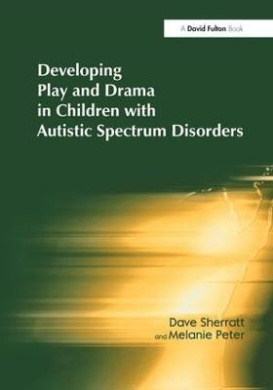 A David Fulton Book
Developing
Play and Drama
in Children with
Autistic Spectrum Disorders
Dave Sherratt
and Melanie Peter